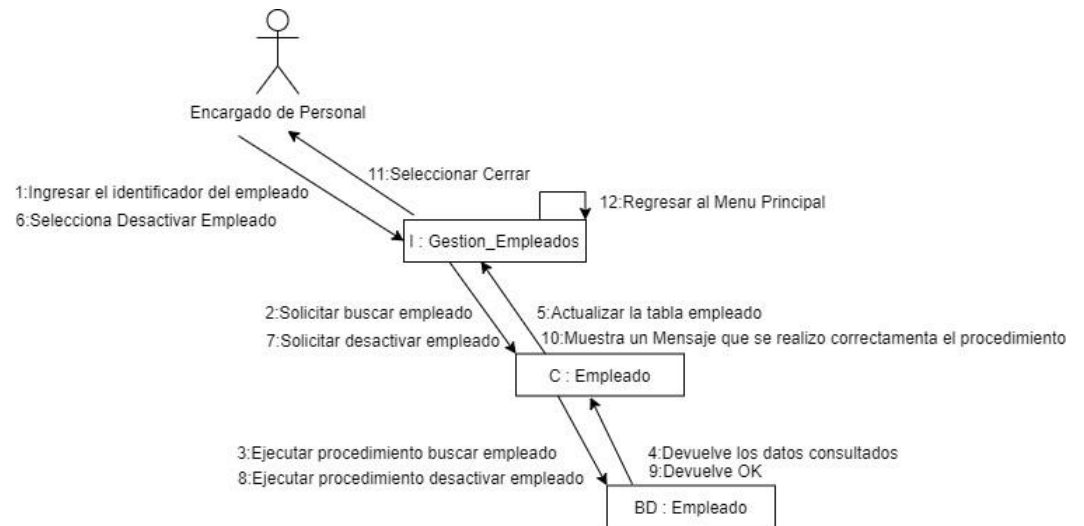 Encargado de Personal
11:Seleccionar Cerrar
1:Ingresar el identificador del empleado
6:Selecciona Desactivar Empleado
12:Regresar al Menu Principal
I : Gestion_Empleados
2:Solicitar buscar empleado
7:Solicitar desactivar empleado
5:Actualizar la tabla empleado
10:Muestra un Mensaje que se realizo correctamenta el procedimiento
C : Empleado
3:Ejecutar procedimiento buscar empleado
8:Ejecutar procedimiento desactivar empleado
4:Devuelve los datos consultados
9:Devuelve OK
BD : Empleado